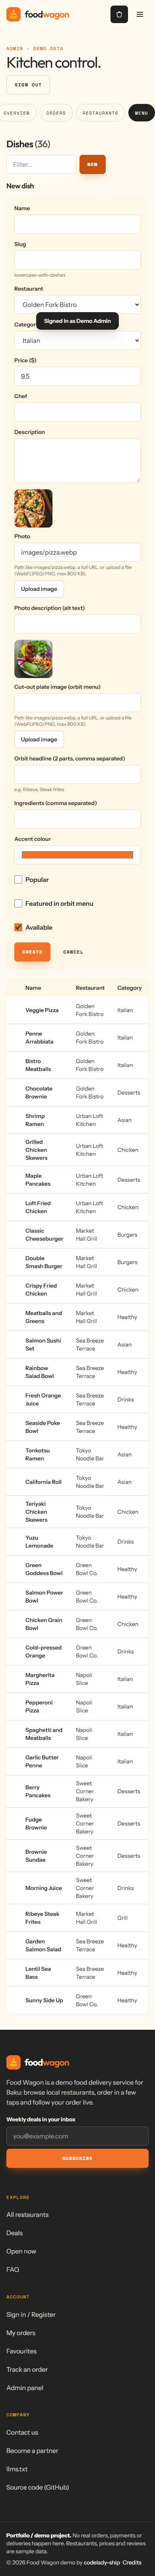 foodwagon
ADMIN · DEMO DATA
Kitchen control.
SIGN OUT
OVERVIEW
ORDERS
RESTAURANTS
MENU
Dishes (36)
Filter...
NEW
New dish
Name
Slug
lowercase-with-dashes
Restaurant
Golden Fork Bistro
Signed in as Demo Admin
Categor
Italian
Price ($)
9.5
Chef
Description
Photo
images/pizza.webp
Path like images/pizza.webp, a full URL, or upload a file
(WebP/JPEG/PNG, max 800 KB).
Upload image
Photo description (alt text)
Cut-out plate image (orbit menu)
Path like images/pizza.webp, a full URL, or upload a file
(WebP/JPEG/PNG, max 800 KB).
Upload image
Orbit headline (2 parts, comma separated)
e.g. Ribeye, Steak frites
Ingredients (comma separated)
Accent colour
Popular
Featured in orbit menu
Available
CREATE
CANCEL
Name Restaurant Category
Veggie Pizza Golden Fork Bistro Italian
Penne Arrabbiata Golden Fork Bistro Italian
Bistro Meatballs Golden Fork Bistro Italian
Chocolate Brownie Golden Fork Bistro Desserts
Shrimp Ramen Urban Loft Kitchen Asian
Grilled Chicken Skewers Urban Loft Kitchen Chicken
Maple Pancakes Urban Loft Kitchen Desserts
Loft Fried Chicken Urban Loft Kitchen Chicken
Classic Cheeseburger Market Hall Grill Burgers
Double Smash Burger Market Hall Grill Burgers
Crispy Fried Chicken Market Hall Grill Chicken
Meatballs and Greens Market Hall Grill Healthy
Salmon Sushi Set Sea Breeze Terrace Asian
Rainbow Salad Bowl Sea Breeze Terrace Healthy
Fresh Orange Juice Sea Breeze Terrace Drinks
Seaside Poke Bowl Sea Breeze Terrace Healthy
Tonkotsu Ramen Tokyo Noodle Bar Asian
California Roll Tokyo Noodle Bar Asian
Teriyaki Chicken Skewers Tokyo Noodle Bar Chicken
Yuzu Lemonade Tokyo Noodle Bar Drinks
Green Goddess Bowl Green Bowl Co. Healthy
Salmon Power Bowl Green Bowl Co. Healthy
Chicken Grain Bowl Green Bowl Co. Chicken
Cold-pressed Orange Green Bowl Co. Drinks
Margherita Pizza Napoli Slice Italian
Pepperoni Pizza Napoli Slice Italian
Spaghetti and Meatballs Napoli Slice Italian
Garlic Butter Penne Napoli Slice Italian
Berry Pancakes Sweet Corner Bakery Desserts
Fudge Brownie Sweet Corner Bakery Desserts
Brownie Sundae Sweet Corner Bakery Desserts
Morning Juice Sweet Corner Bakery Drinks
Ribeye Steak Frites Market Hall Grill Grill
Garden Salmon Salad Sea Breeze Terrace Healthy
Lentil Sea Bass Sea Breeze Terrace Healthy
Sunny Side Up Green Bowl Co. Healthy
foodwagon
Food Wagon is a demo food delivery service for
Baku: browse local restaurants, order in a few
taps and follow your order live.
Weekly deals in your inbox
you@example.com
SUBSCRIBE
EXPLORE
All restaurants
Deals
Open now
FAQ
ACCOUNT
Sign in / Register
My orders
Favourites
Track an order
Admin panel
COMPANY
Contact us
Become a partner
llms.txt
Source code (GitHub)
Portfolio / demo project. No real orders, payments or
deliveries happen here. Restaurants, prices and reviews
are sample data.
© 2026 Food Wagon demo by codelady-ship · Credits